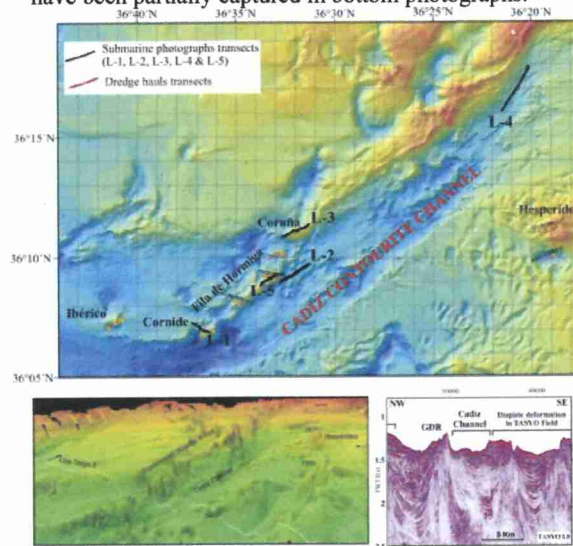 have been partially captured in bottom photographs.
36°40'W 36°35'W 36°30'W 36°25'W 36°20'W
Submarine photographs transects
(L-1, L-2, L-3, L-4 & L-5)
Dredge hauls transects
36°15'N
L-4
Hesperido
Coruña
L-3
36°10'N
L-2
Fila de Hormiga
L-5
CADIZ CONTOURITE CHANNEL
Ibérico
Cornide
L-1
36°05'N
NW SE
GDR
Cadiz
Channel
Diapiric deformation
in TASYO Field
1
1.5
2
5 Km